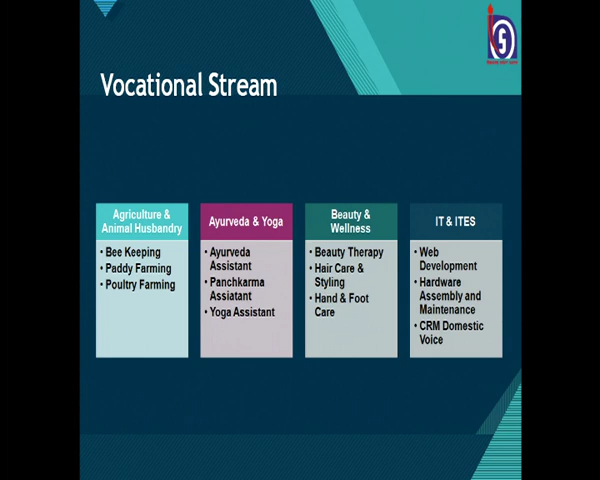 Vocational Stream
Agriculture &
Animal Husbandry
• Bee Keeping
• Paddy Farming
• Poultry Farming
Ayurveda & Yoga
• Ayurveda
Assistant
• Panchkarma
Assiatant
• Yoga Assistant
Beauty &
Wellness
• Beauty Therapy
• Hair Care &
Styling
• Hand & Foot
Care
IT & ITES
• Web
Development
• Hardware
Assembly and
Maintenance
• CRM Domestic
Voice